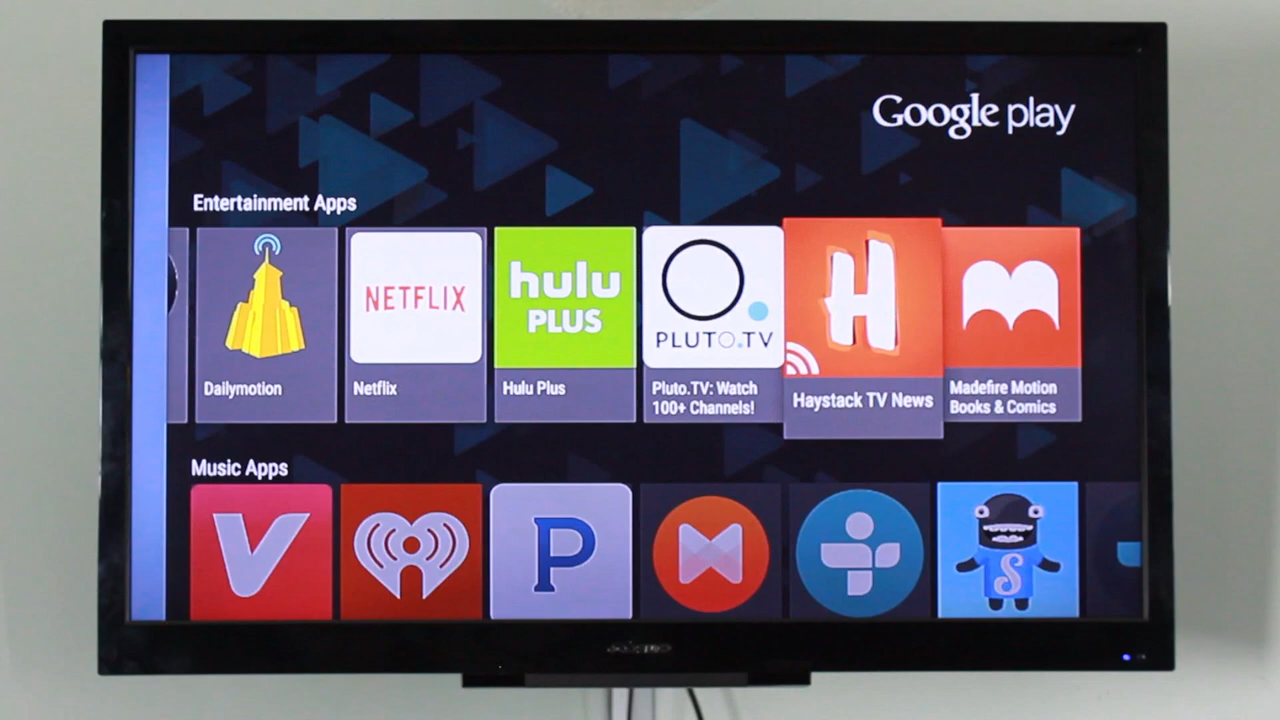 Google play
Entertainment Apps
NETFLIX
hulu
PLUS
PLUTO.TV
H
Dailymotion
Netflix
Hulu Plus
Pluto.TV: Watch
100+ Channels!
Haystack TV News
Madefire Motion
Books & Comics
Music Apps
V
P
S